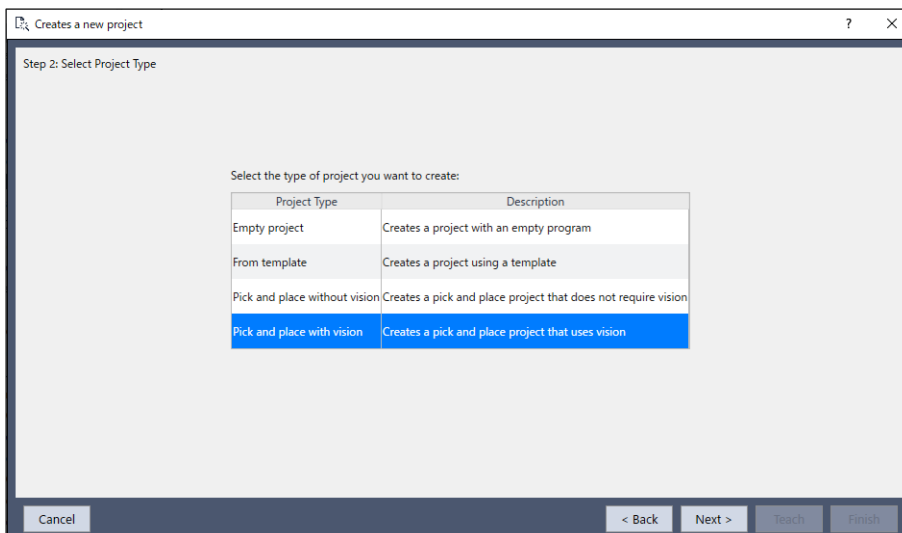 Creates a new project
?
Step 2: Select Project Type
Select the type of project you want to create:
Project Type Description
Empty project Creates a project with an empty program
From template Creates a project using a template
Pick and place without vision Creates a pick and place project that does not require vision
Pick and place with vision Creates a pick and place project that uses vision
Cancel < Back Next > Teach Finish